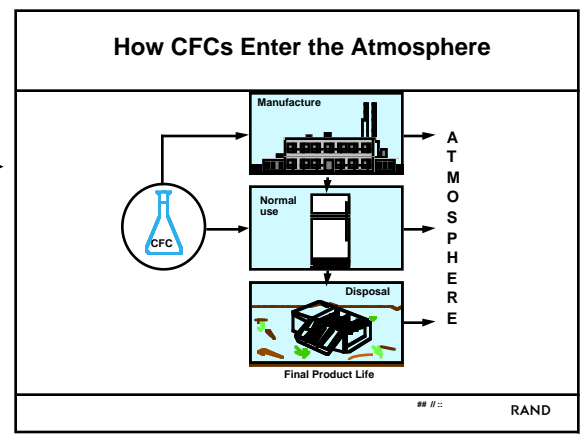 How CFCs Enter the Atmosphere
Manufacture
Normal
use
CFC
Disposal
Final Product Life
A
T
M
O
S
P
H
E
R
E
## // ::
RAND